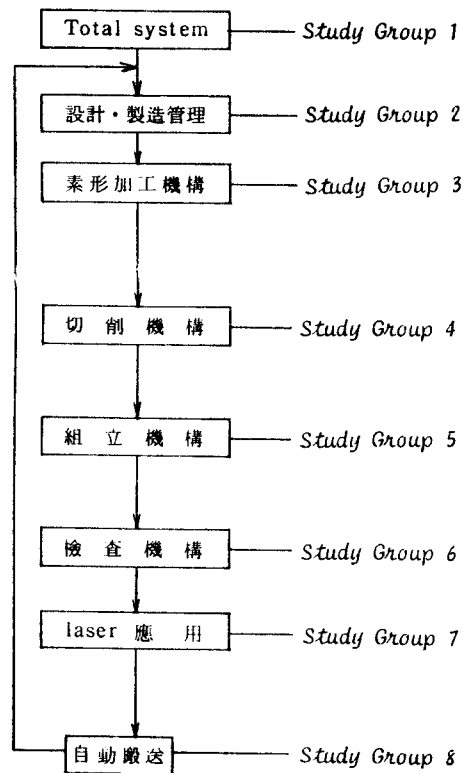 Total system Study Group 1
設計・製造管理 Study Group 2
素形加工機構 Study Group 3
切削機構 Study Group 4
組立機構 Study Group 5
檢査機構 Study Group 6
laser 應用 Study Group 7
自動搬送 Study Group 8